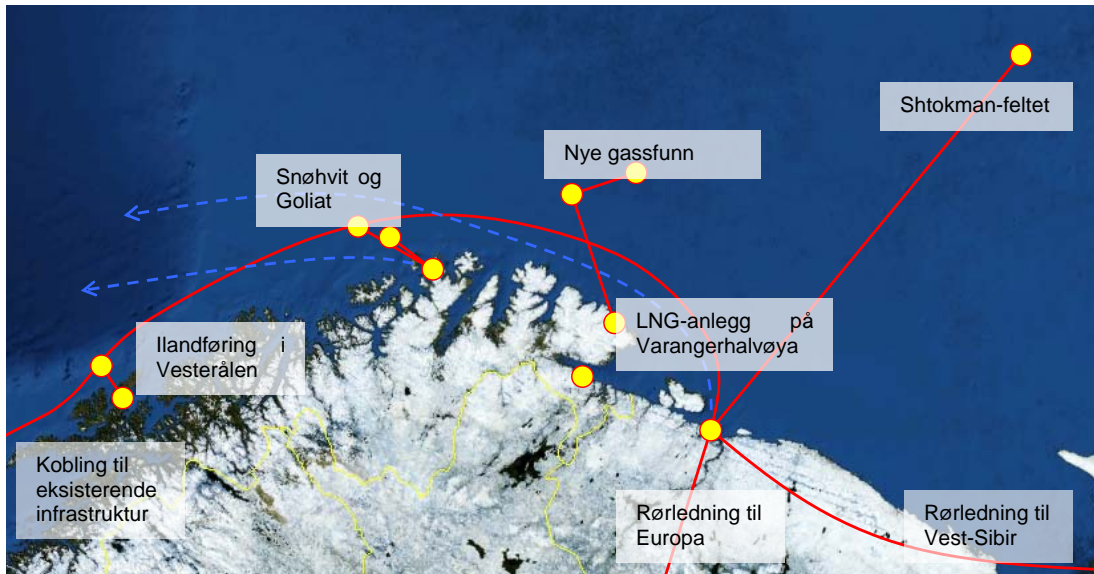 Shtokman-feltet
Nye gassfunn
Snøhvit og
Goliat
LNG-anlegg på
Varangerhalvøya
Ilandføring i
Vesterålen
Kobling til
eksisterende
infrastruktur
Rørledning til
Europa
Rørledning til
Vest-Sibir